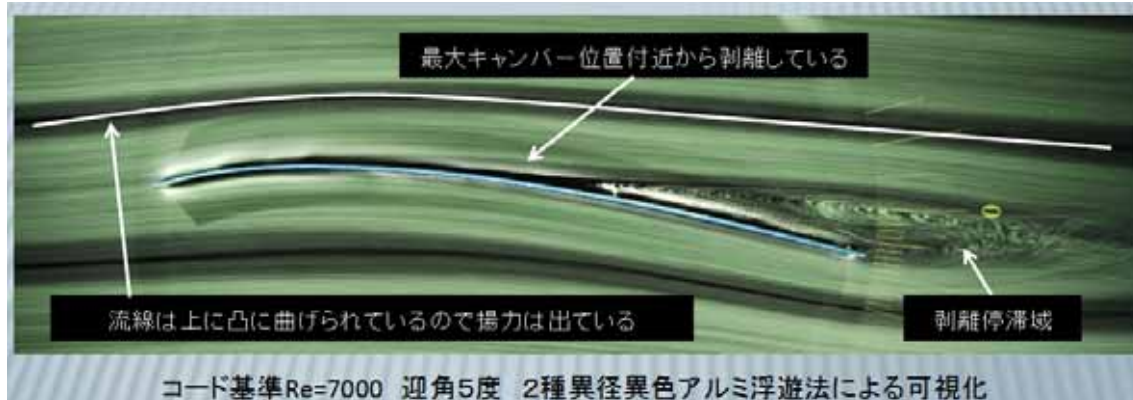 最大キャンバー位置付近から剥離している
流線は上に凸に曲げられているので揚力は出ている
剥離停滞域
コード基準Re=7000 迎角5度 2種異径異色アルミ浮遊法による可視化